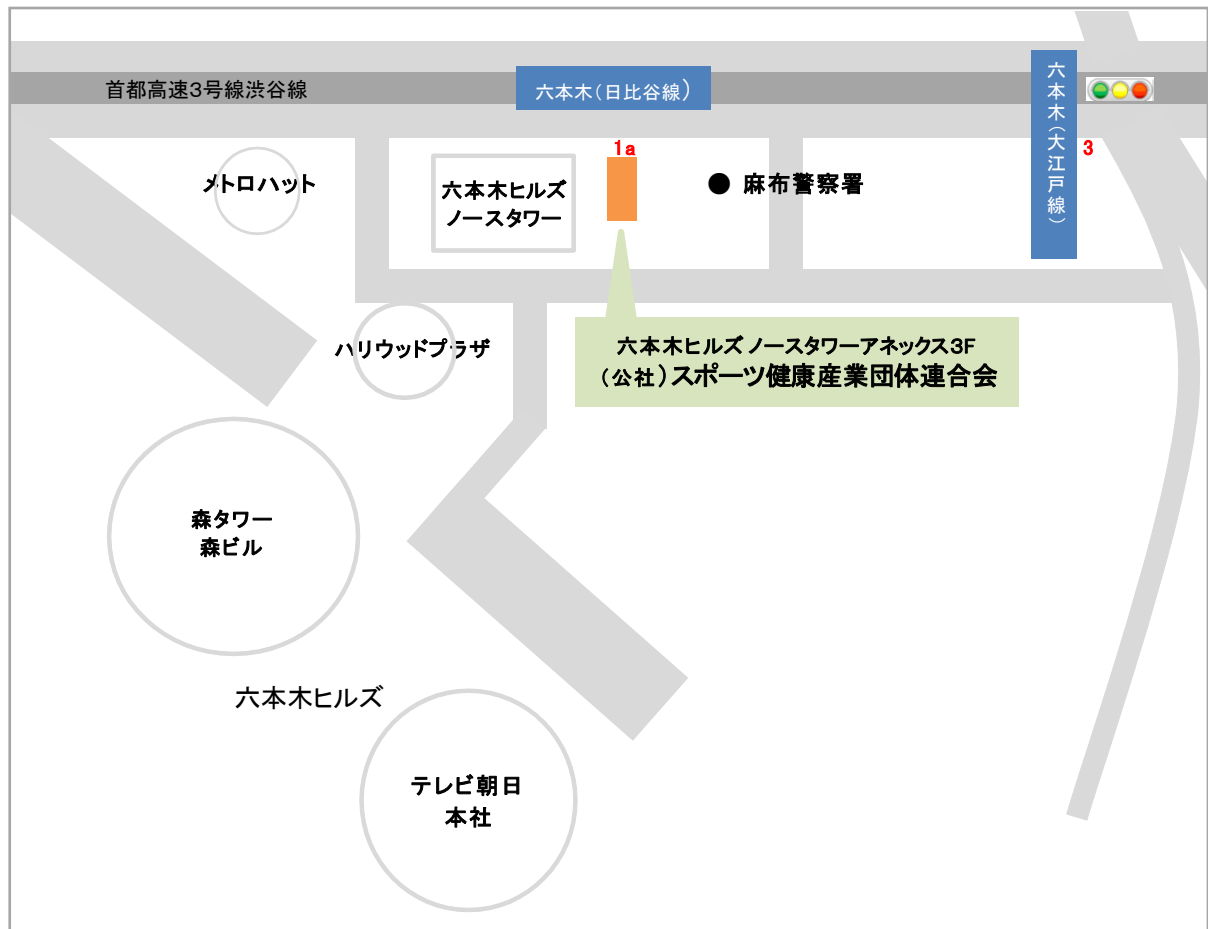 首都高速3号線渋谷線
六本木(日比谷線)
六本木(大江戸線)
1a
3
メトロハット
六本木ヒルズ
ノースタワー
● 麻布警察署
ハリウッドプラザ
六本木ヒルズ ノースタワーアネックス3F
(公社)スポーツ健康産業団体連合会
森タワー
森ビル
六本木ヒルズ
テレビ朝日
本社